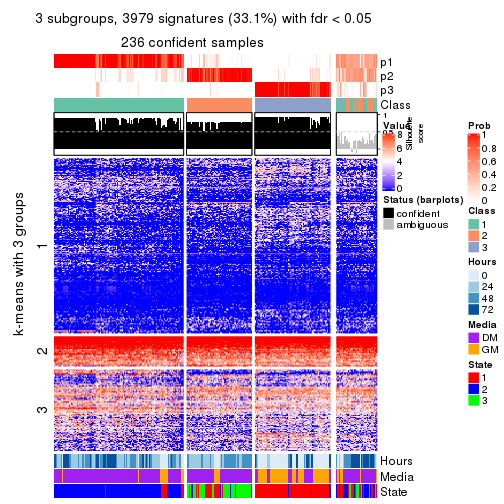 3 subgroups, 3979 signatures (33.1%) with fdr < 0.05
236 confident samples
p1
p2
p3
Class
1
0.5
Silhouette
score
k-means with 3 groups
1
2
3
Hours
Media
State
Value
8
6
4
2
0
Status (barplots)
confident
ambiguous
Prob
1
0.8
0.6
0.4
0.2
0
Class
1
2
3
Hours
0
24
48
72
Media
DM
GM
State
1
2
3